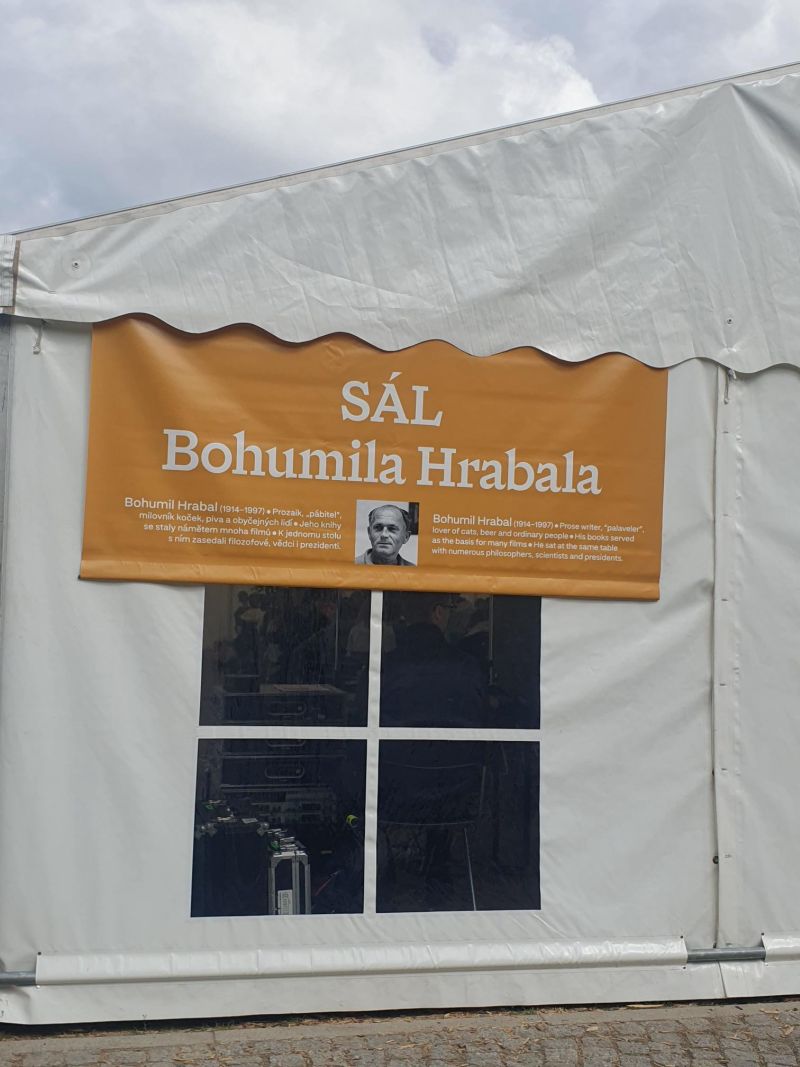 SÁL
Bohumila Hrabala
Bohumil Hrabal (1914–1997) • Prozaik, „pábitel“,
milovník koček, piva a obyčejných lidí • Jeho knihy
se staly námětem mnoha filmů • K jednomu stolu
s ním zasedali filozofové, vědci i prezidenti.
Bohumil Hrabal (1914–1997) • Prose writer, “palaveler”,
lover of cats, beer and ordinary people • His books served
as the basis for many films • He sat at the same table
with numerous philosophers, scientists and presidents.